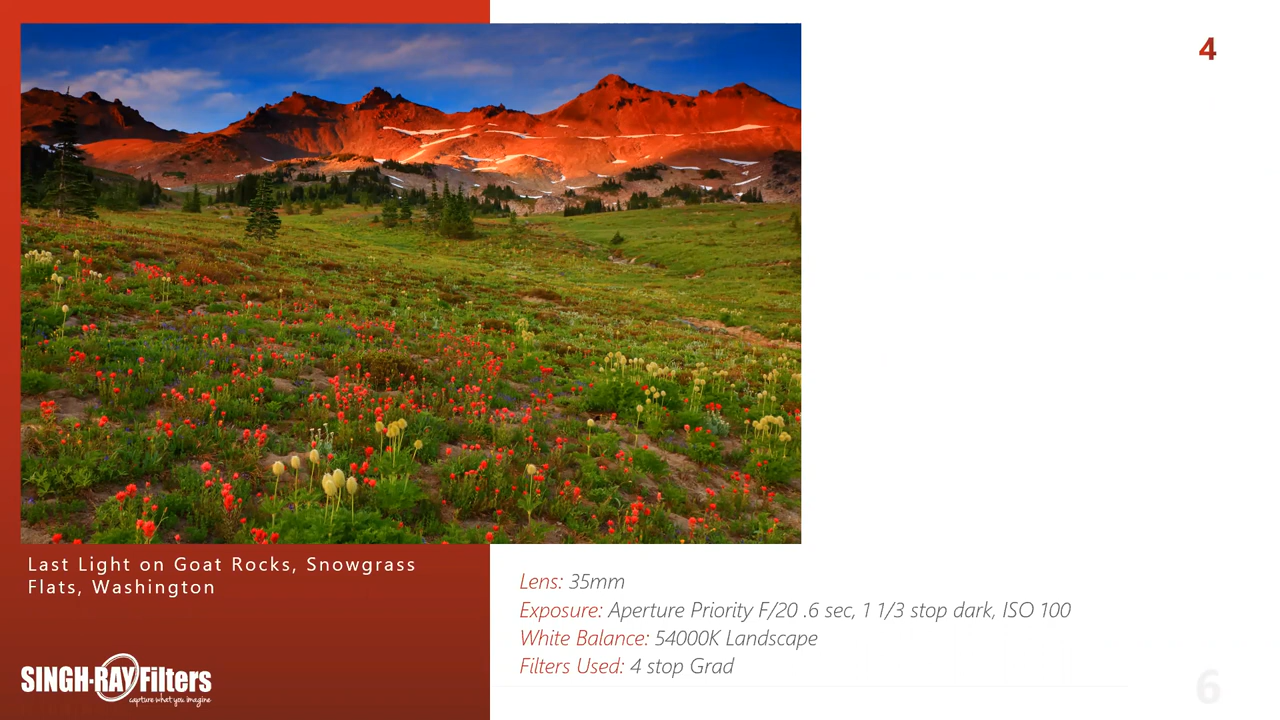 4
Last Light on Goat Rocks, Snowgrass
Flats, Washington
Lens: 35mm
Exposure: Aperture Priority F/20 .6 sec, 1 1/3 stop dark, ISO 100
White Balance: 54000K Landscape
Filters Used: 4 stop Grad
SINGH-RAY Filters
capture what you imagine
6